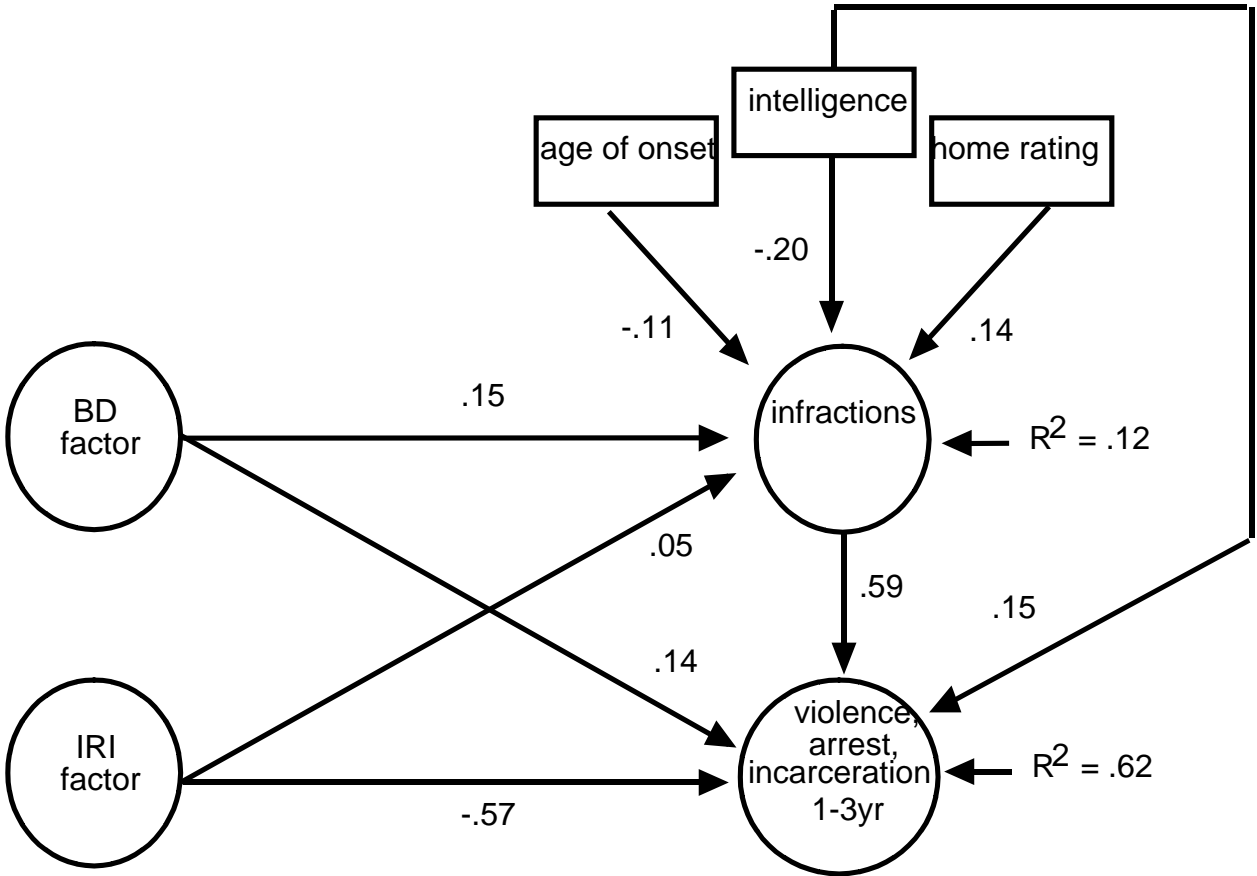 intelligence
age of onset
home rating
-.20
-.11
.14
BD
factor
.15
infractions
R² = .12
.05
.59
.15
.14
IRI
factor
violence,
arrest,
incarceration
1-3yr
R² = .62
-.57